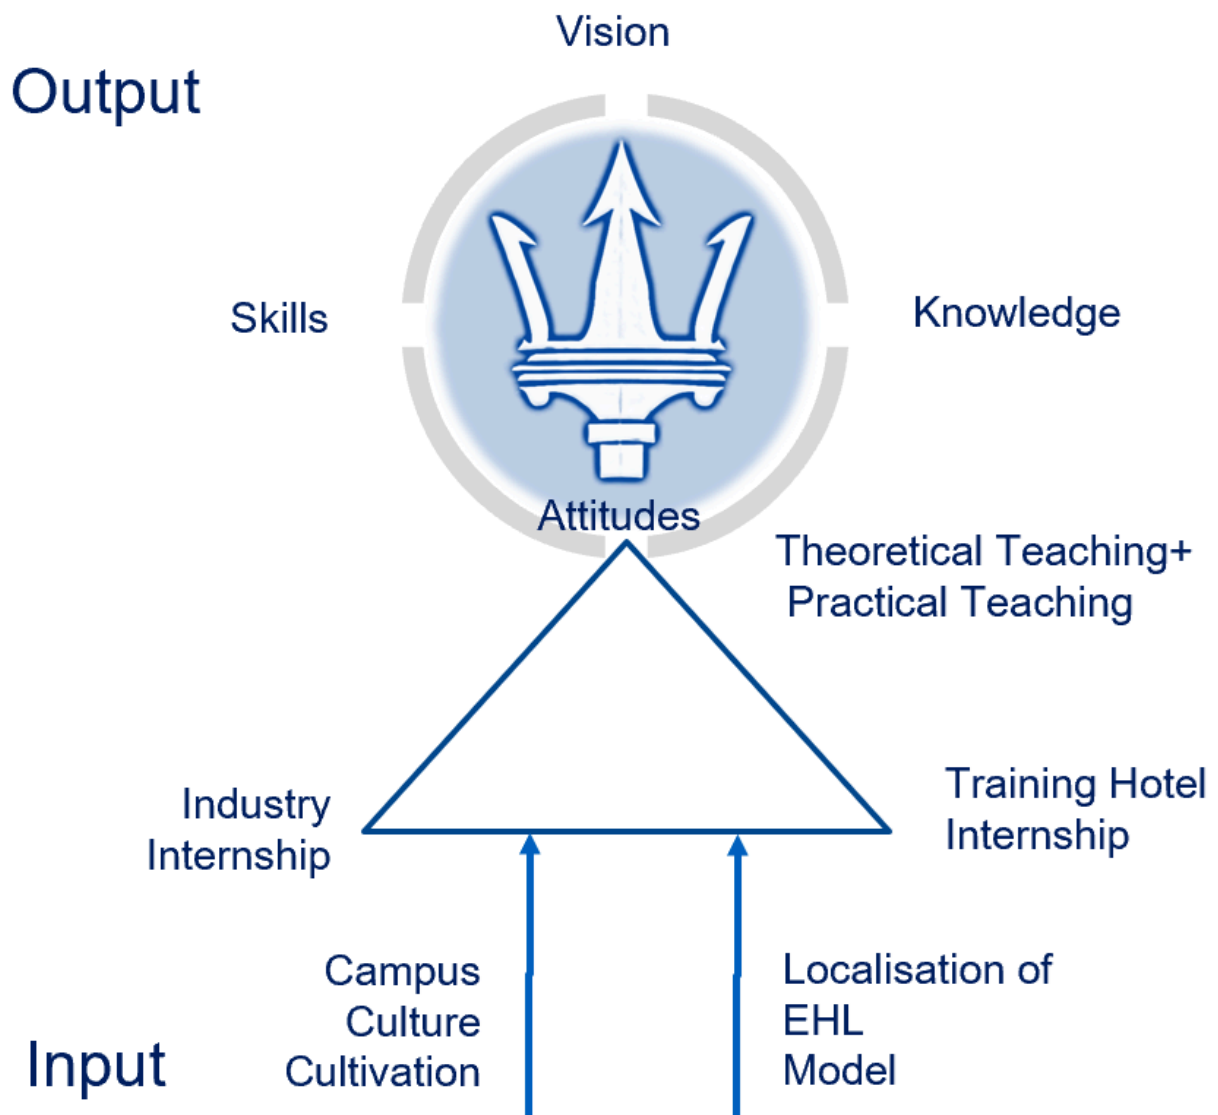 Vision
Output
Skills
Knowledge
Attitudes
Theoretical Teaching+
Practical Teaching
Industry
Internship
Training Hotel
Internship
Campus
Culture
Cultivation
Localisation of
EHL
Model
Input